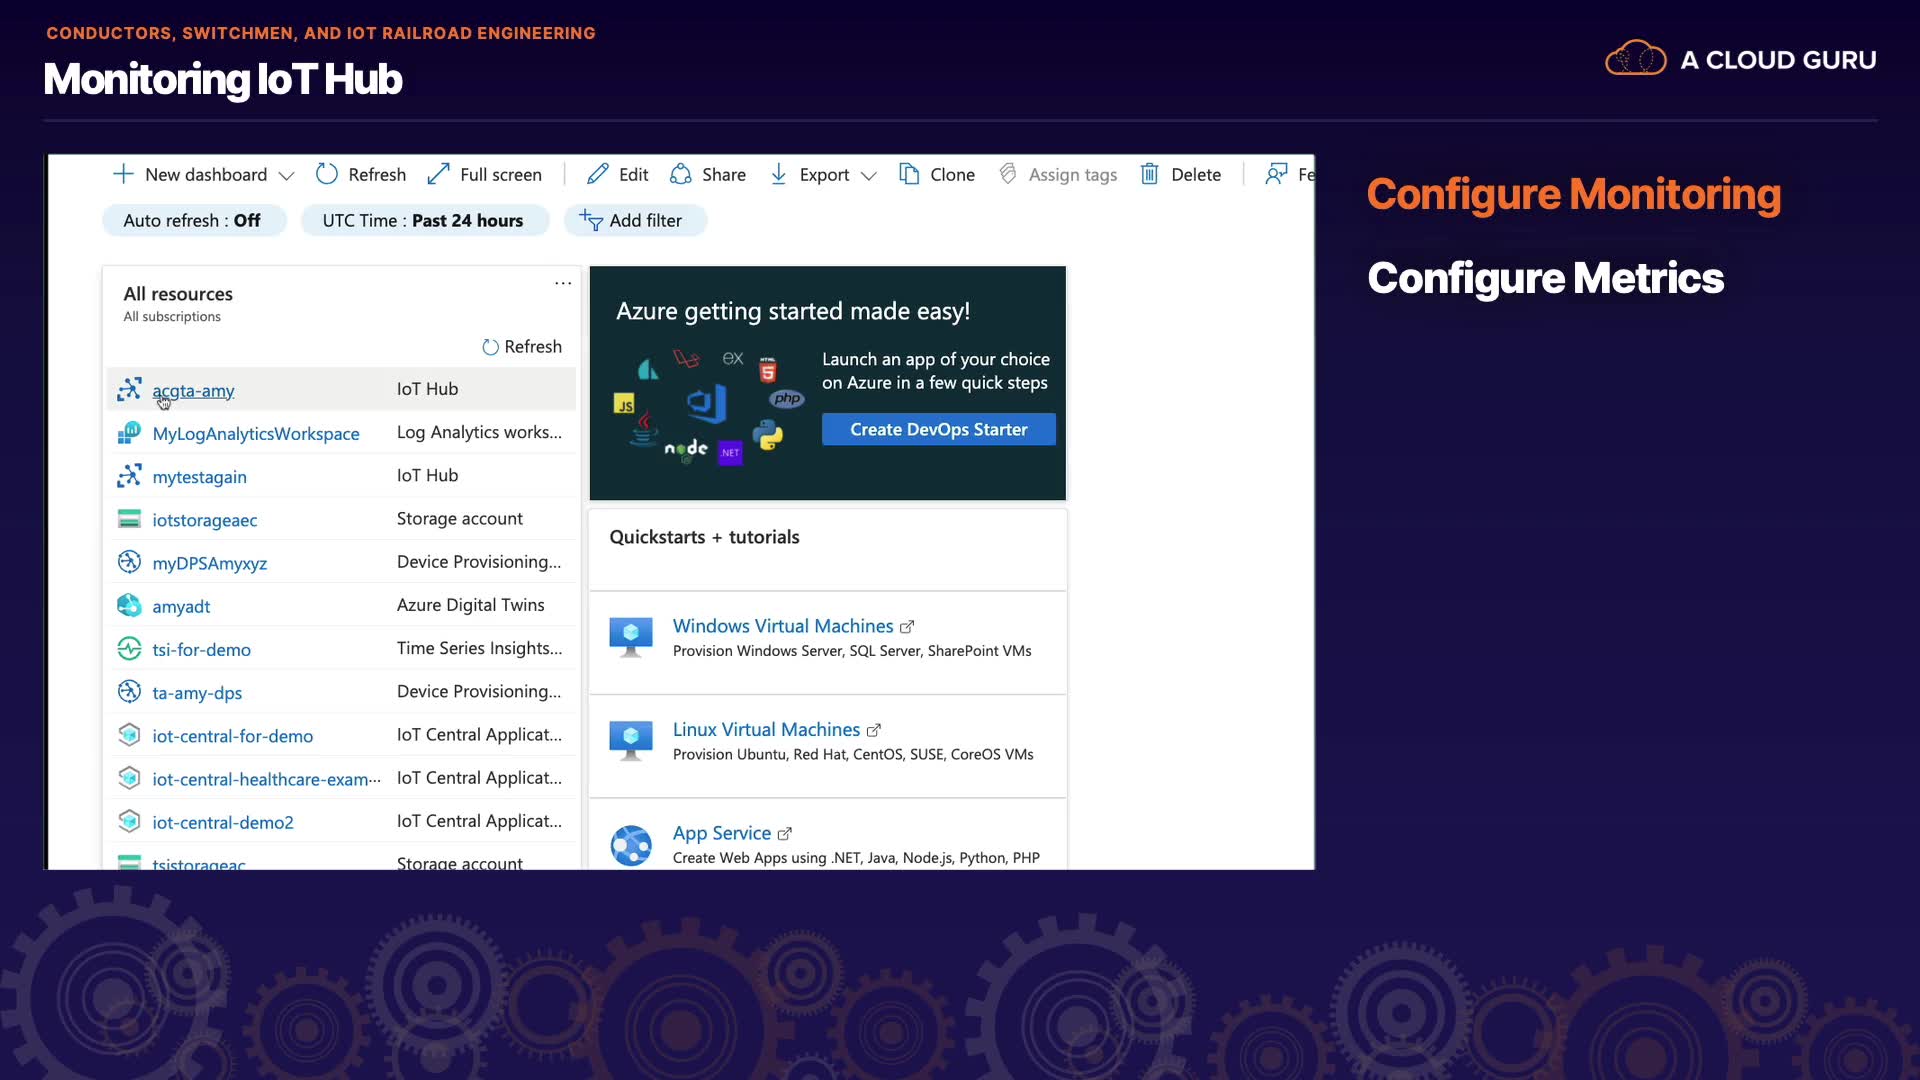 CONDUCTORS, SWITCHMEN, AND IOT RAILROAD ENGINEERING
Monitoring IoT Hub
A CLOUD GURU
New dashboard
Refresh
Full screen
Edit
Share
Export
Clone
Assign tags
Delete
Fe
Auto refresh : Off
UTC Time : Past 24 hours
Add filter
Configure Monitoring
Configure Metrics
All resources
...
All subscriptions
Refresh
acgta-amy IoT Hub
MyLogAnalyticsWorkspace Log Analytics works...
mytestagain IoT Hub
iotstorageaec Storage account
myDPSAmyxyz Device Provisioning...
amyadt Azure Digital Twins
tsi-for-demo Time Series Insights...
ta-amy-dps Device Provisioning...
iot-central-for-demo IoT Central Applicat...
iot-central-healthcare-exam... IoT Central Applicat...
iot-central-demo2 IoT Central Applicat...
tsistorageac Storage account
Azure getting started made easy!
Launch an app of your choice
on Azure in a few quick steps
Create DevOps Starter
ex
HTML
5
JS
php
node
.NET
Quickstarts + tutorials
Windows Virtual Machines
Provision Windows Server, SQL Server, SharePoint VMs
Linux Virtual Machines
Provision Ubuntu, Red Hat, CentOS, SUSE, CoreOS VMs
App Service
Create Web Apps using .NET, Java, Node.js, Python, PHP